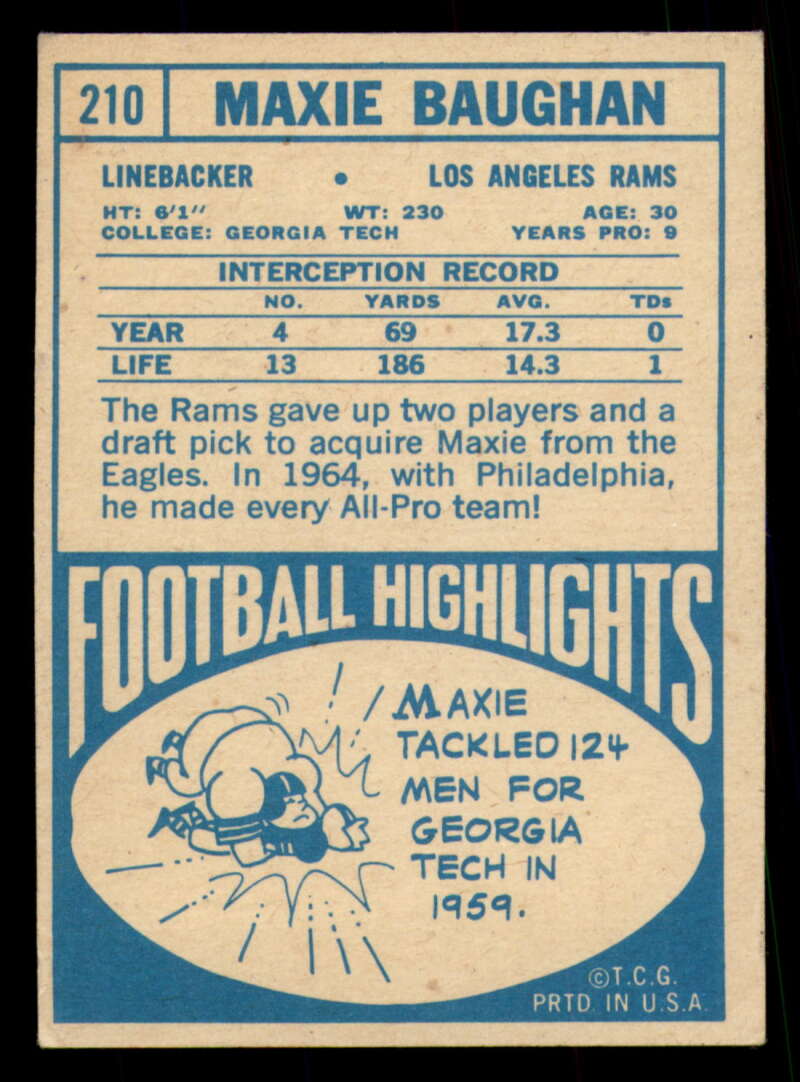 210 MAXIE BAUGHAN
LINEBACKER • LOS ANGELES RAMS
HT: 6'1" WT: 230 AGE: 30
COLLEGE: GEORGIA TECH YEARS PRO: 9
INTERCEPTION RECORD
NO. YARDS AVG. TDs
YEAR 4 69 17.3 0
LIFE 13 186 14.3 1
The Rams gave up two players and a
draft pick to acquire Maxie from the
Eagles. In 1964, with Philadelphia,
he made every All-Pro team!
FOOTBALL HIGHLIGHTS
MAXIE
TACKLED 124
MEN FOR
GEORGIA
TECH IN
1959.
©T.C.G.
PRTD. IN U.S.A.